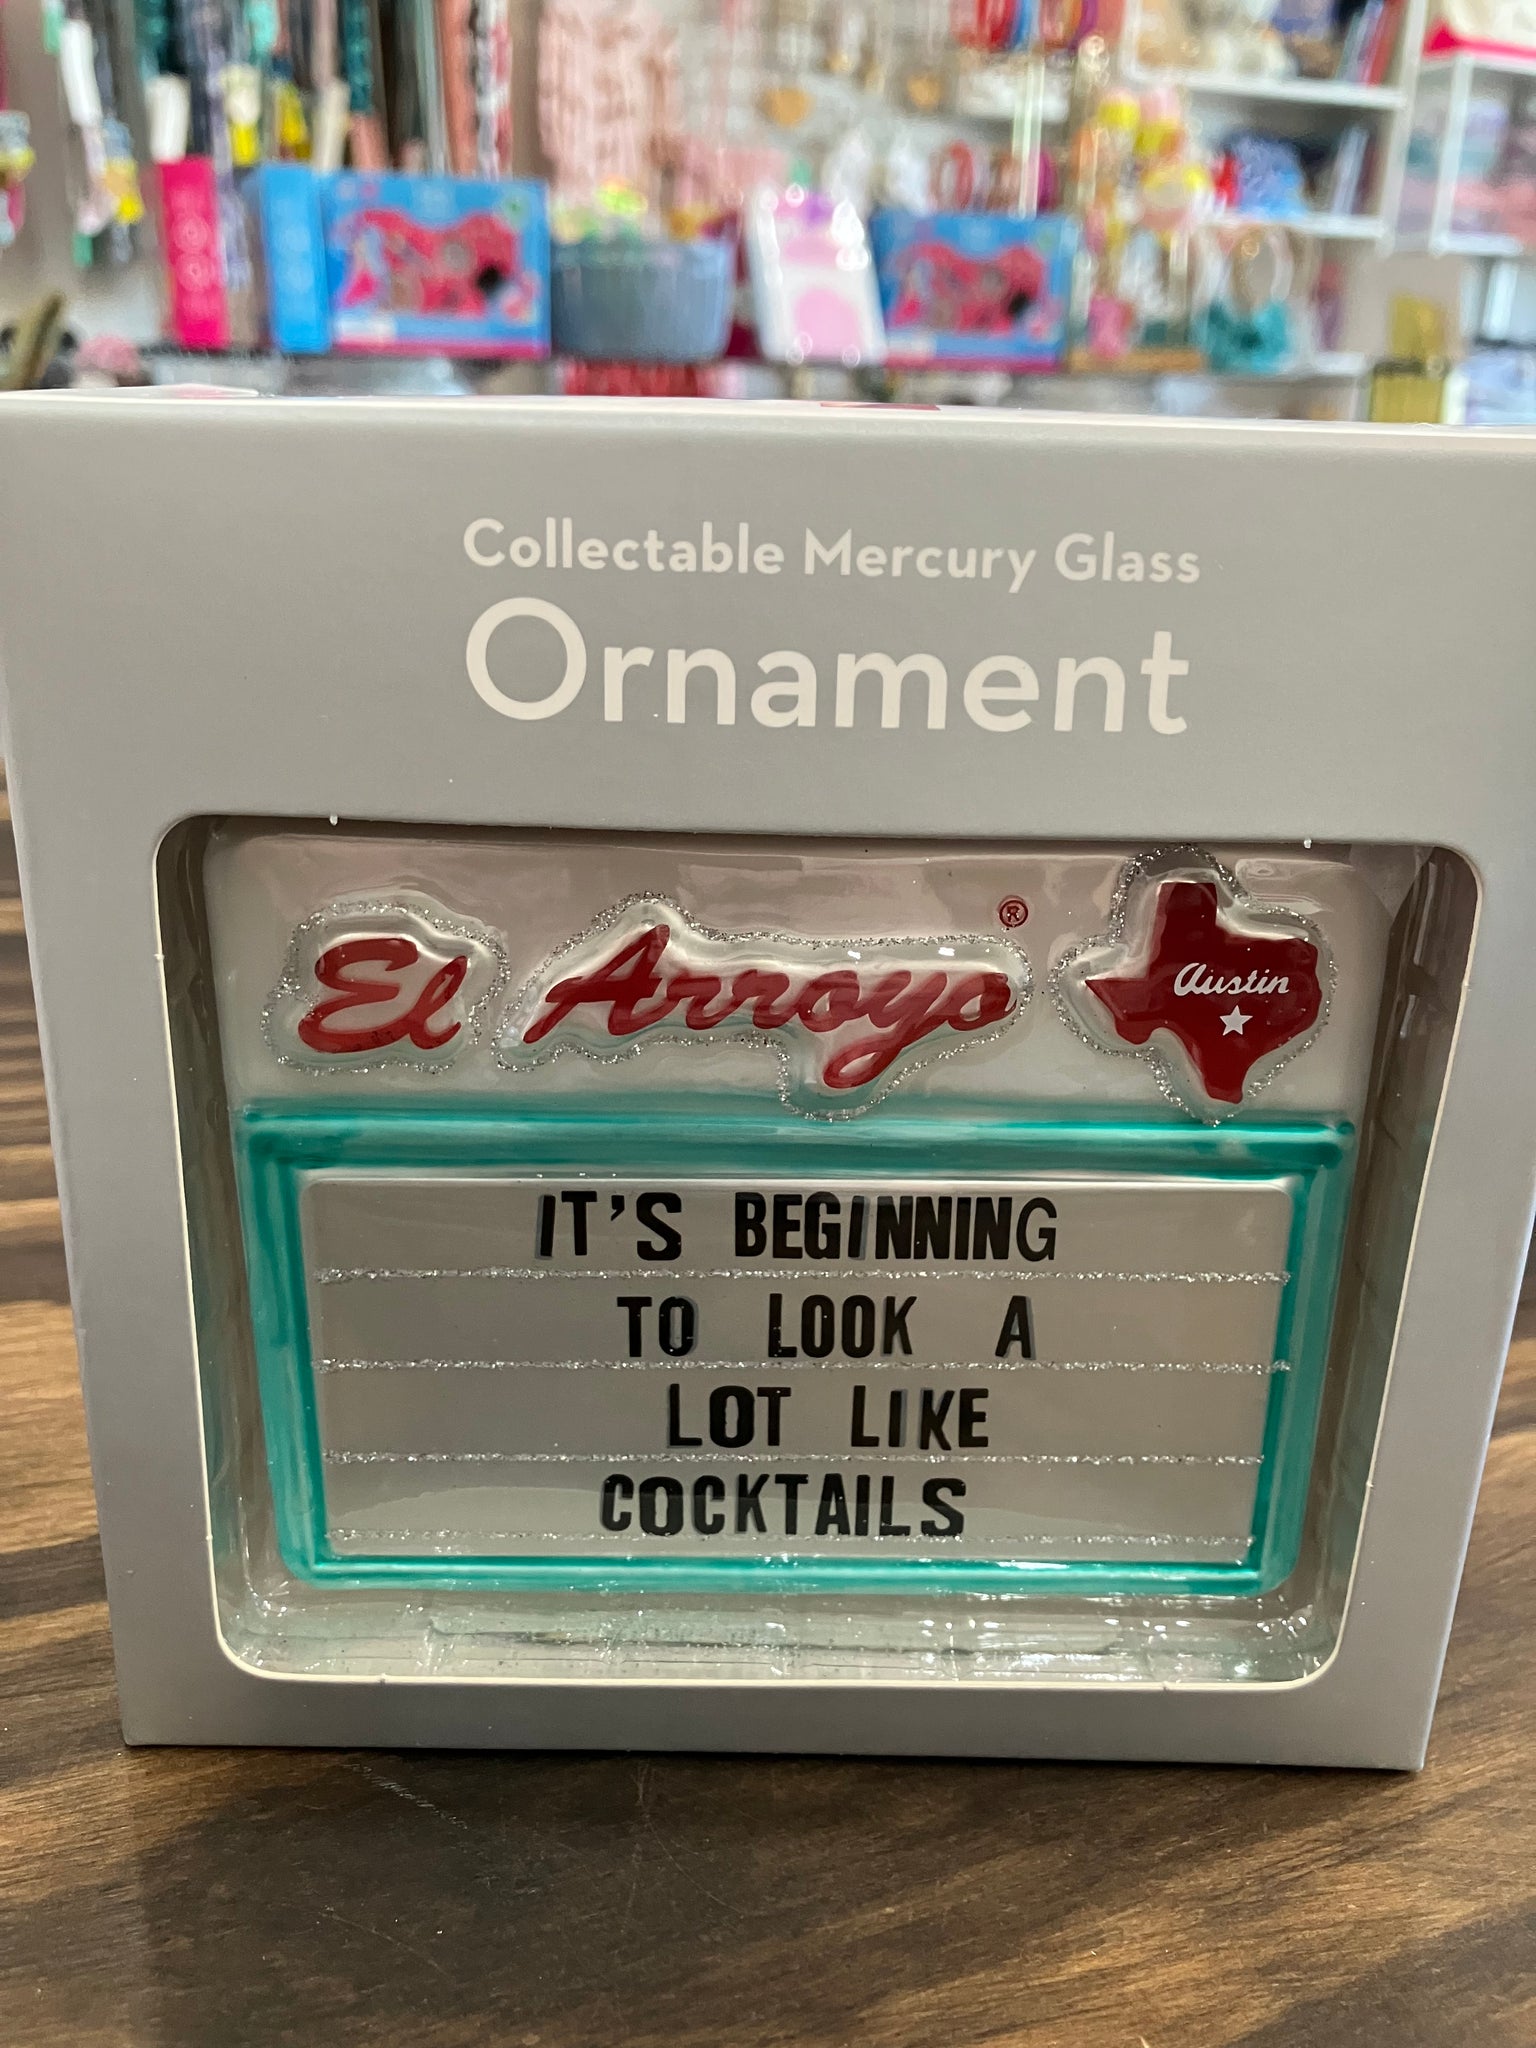 Collectable Mercury Glass
Ornament
El Arroyo ®
Austin
IT'S BEGINNING
TO LOOK A
LOT LIKE
COCKTAILS